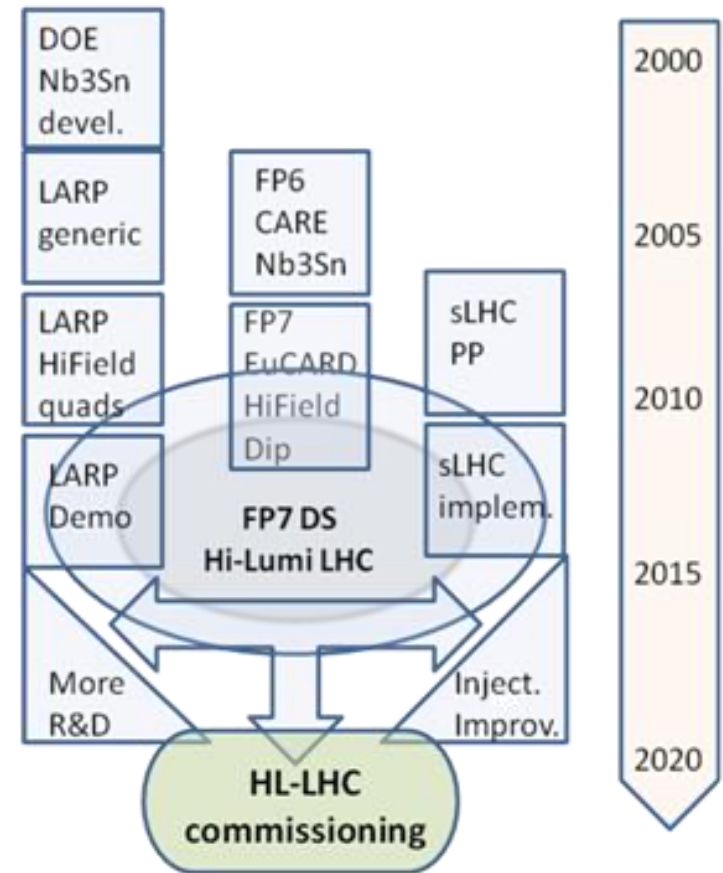 DOE
Nb3Sn
devel.
LARP
generic
LARP
HiField
quads
LARP
Demo
More
R&D
FP6
CARE
Nb3Sn
FP7
EuCARD
HiField
Dip
FP7 DS
Hi-Lumi LHC
sLHC
PP
sLHC
implem.
Inject.
Improv.
HL-LHC
commissioning
2000
2005
2010
2015
2020